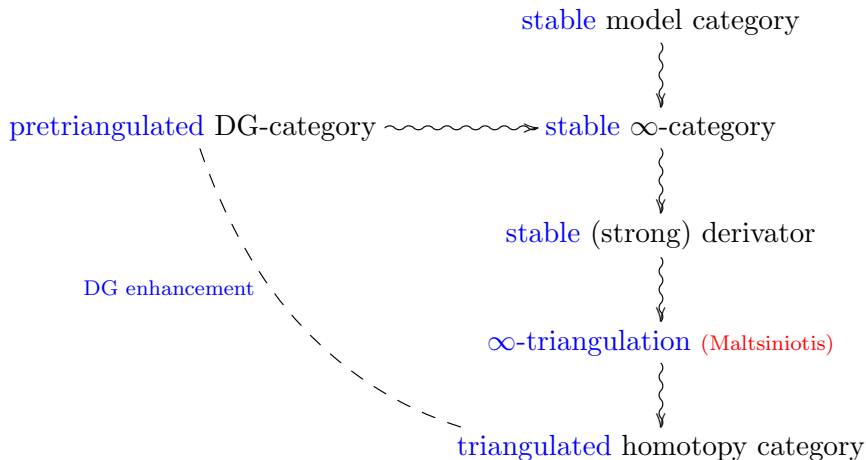 stable model category
pretriangulated DG-category
stable ∞-category
stable (strong) derivator
DG enhancement
∞-triangulation (Maltsiniotis)
triangulated homotopy category